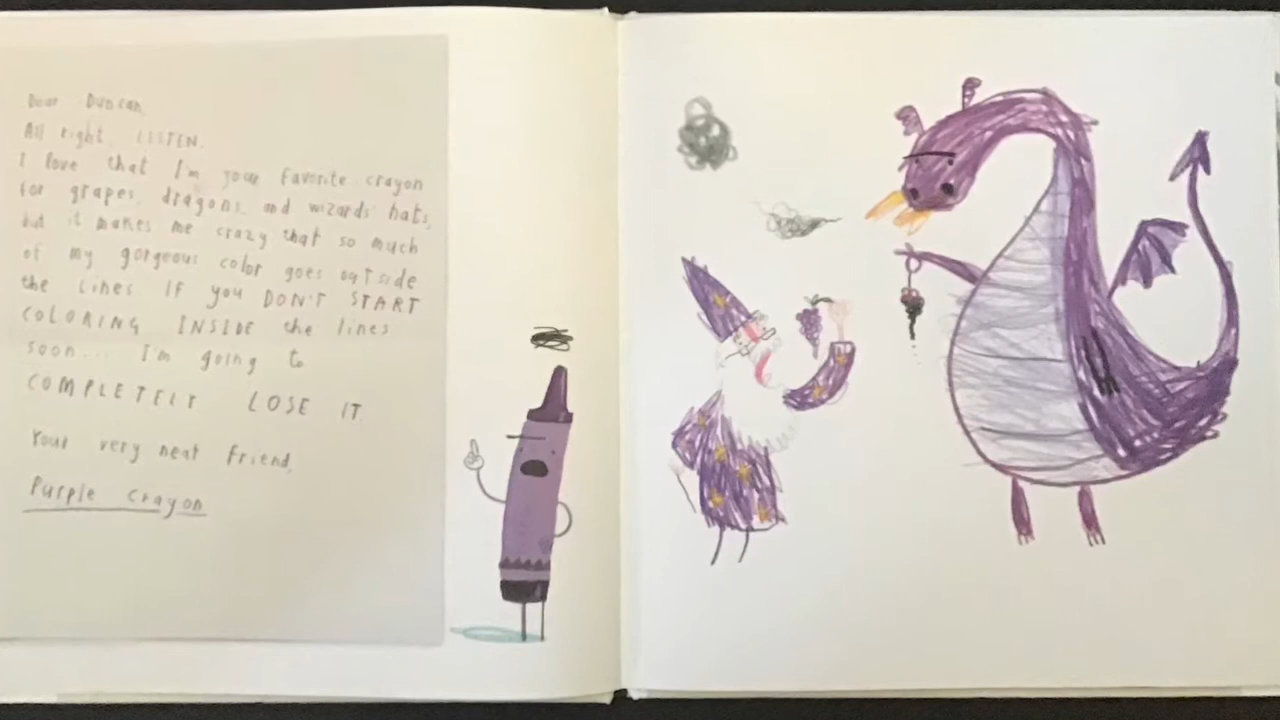 Dear Duncan,
All right LISTEN.
I love that I'm your favorite crayon
for grapes, dragons, and wizards' hats,
but it makes me crazy that so much
of my gorgeous color goes outside
the lines. If you DON'T START
COLORING INSIDE the lines
soon... I'm going to
COMPLETELY LOSE IT.
Your very neat friend,
Purple Crayon